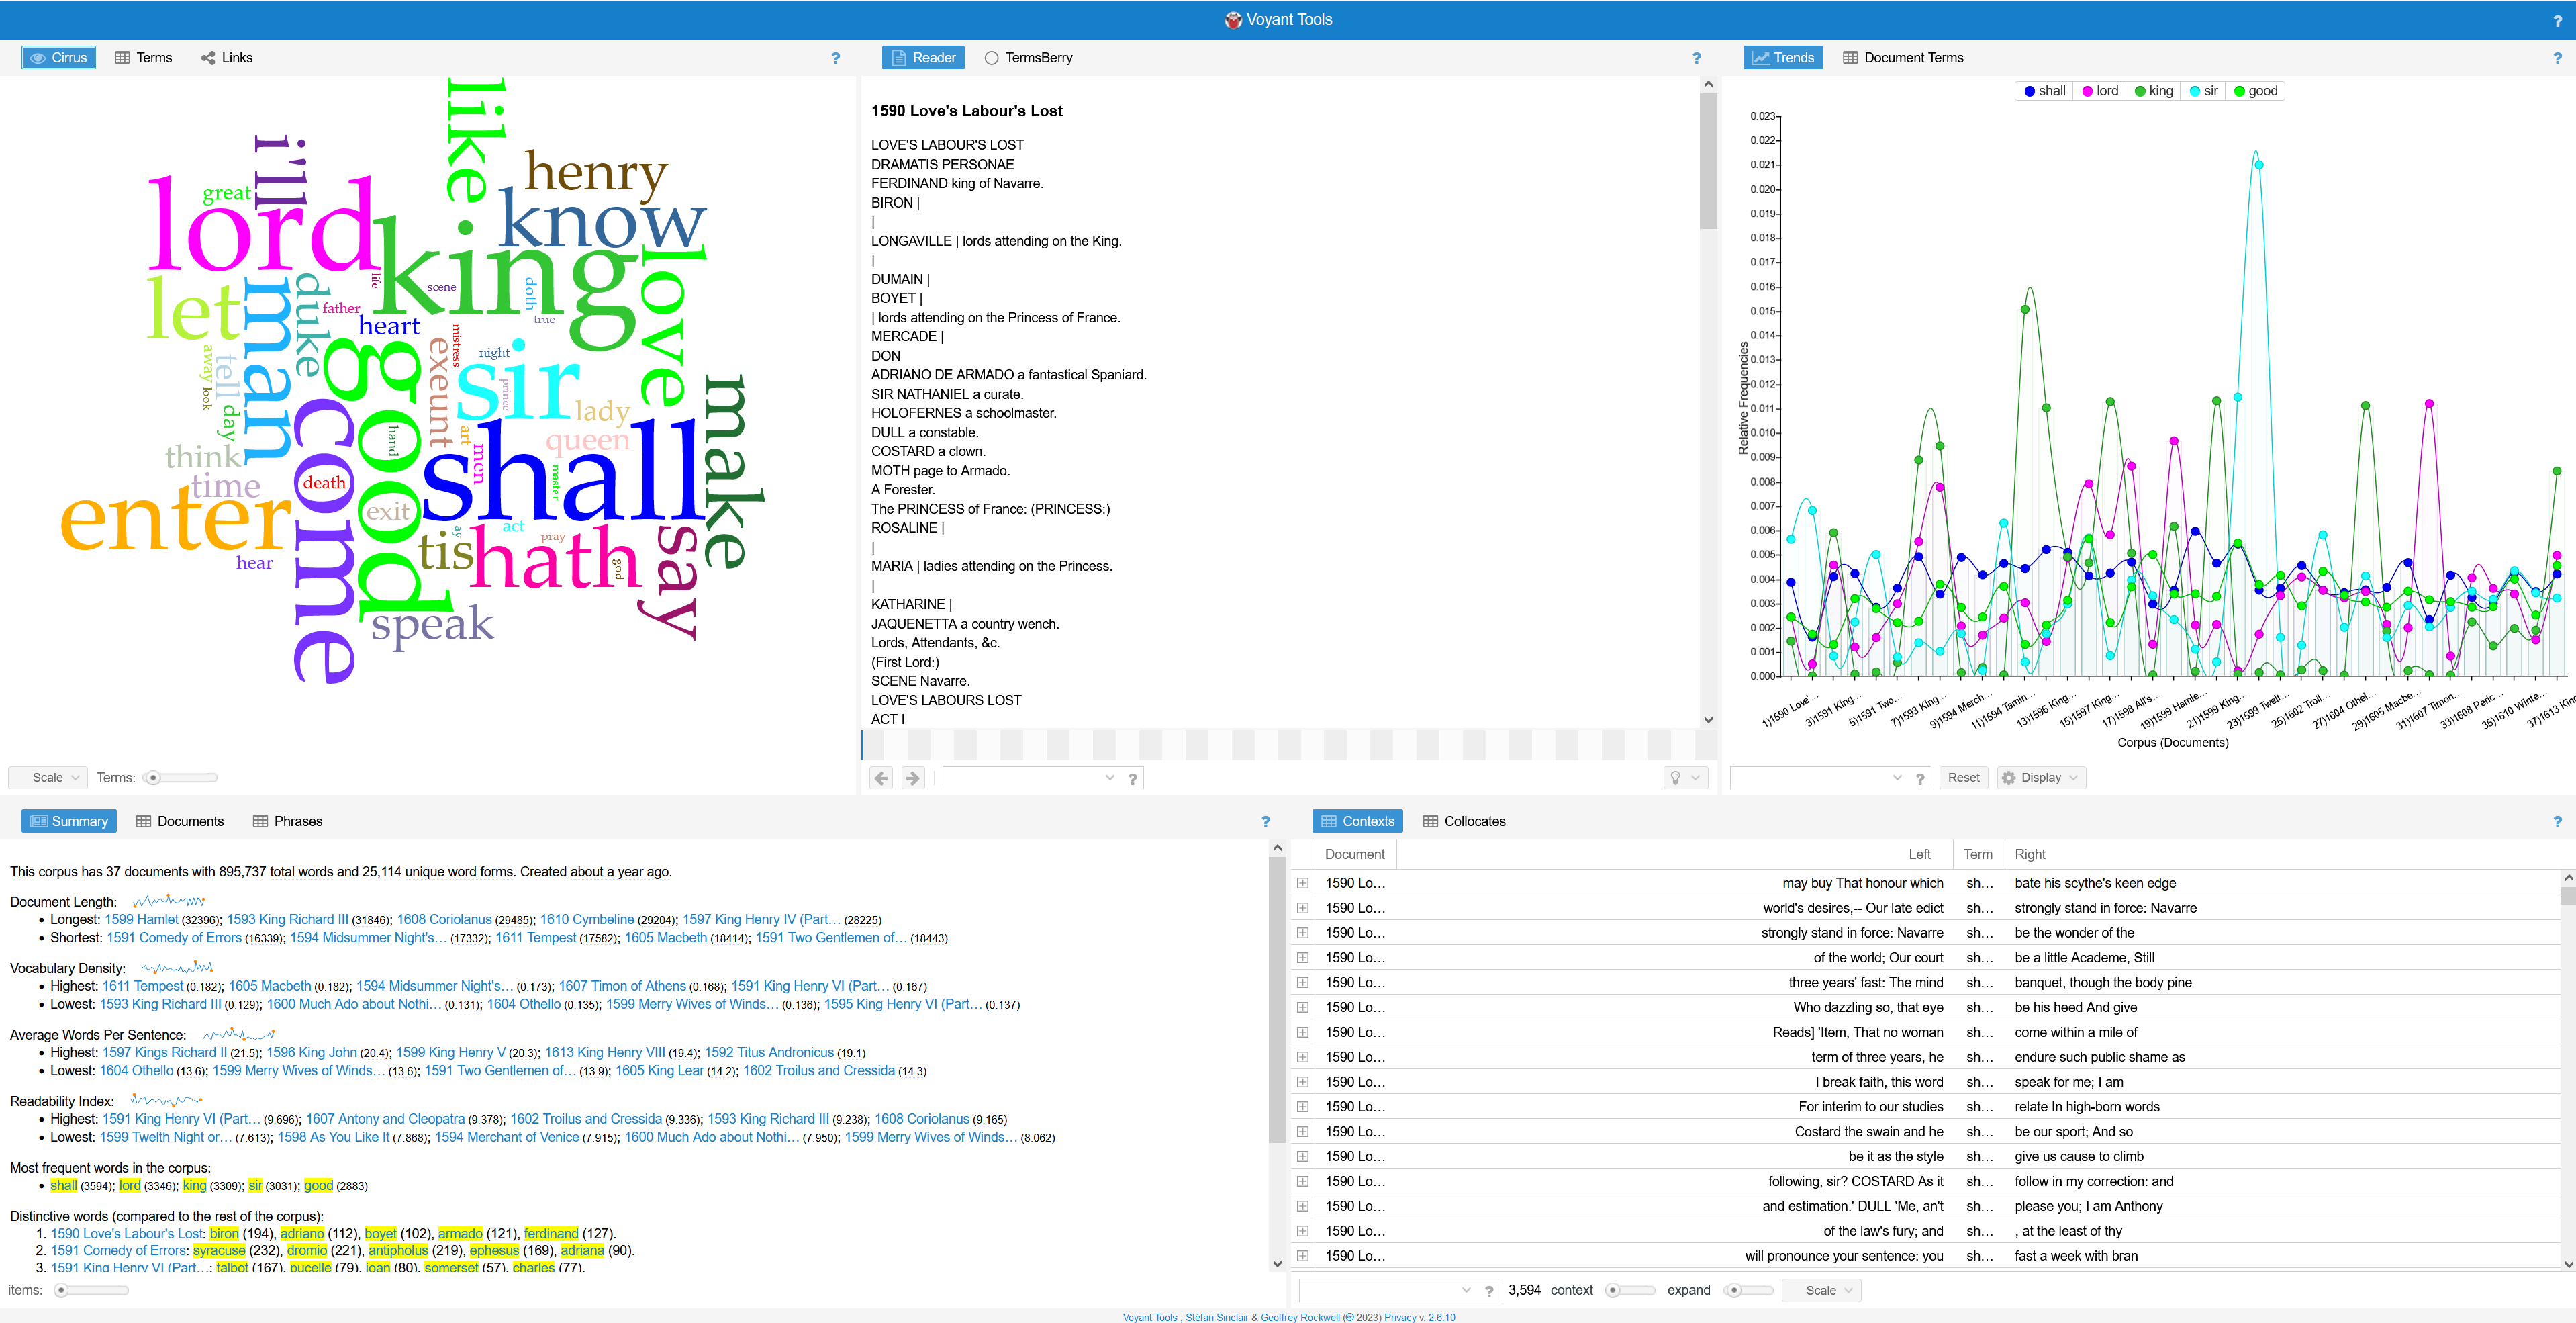 Voyant Tools
?
Cirrus Terms Links ?
like
i'll
henry
great
lord
know
king
love
life
scene
doth
let
man
duke
father
heart
true
mistress
away
look
tell
day
good
exeunt
night
sir
prince
lady
make
come
hand
art
men
queen
think
time
death
shall
master
enter
exit
ay
act
tis
hath
pray
god
say
hear
speak
Scale Terms:
Reader TermsBerry ?
1590 Love's Labour's Lost
LOVE'S LABOUR'S LOST
DRAMATIS PERSONAE
FERDINAND king of Navarre.
BIRON |
|
LONGAVILLE | lords attending on the King.
|
DUMAIN |
BOYET |
| lords attending on the Princess of France.
MERCADE |
DON
ADRIANO DE ARMADO a fantastical Spaniard.
SIR NATHANIEL a curate.
HOLOFERNES a schoolmaster.
DULL a constable.
COSTARD a clown.
MOTH page to Armado.
A Forester.
The PRINCESS of France: (PRINCESS:)
ROSALINE |
|
MARIA | ladies attending on the Princess.
|
KATHARINE |
JAQUENETTA a country wench.
Lords, Attendants, &c.
(First Lord:)
SCENE Navarre.
LOVE'S LABOURS LOST
ACT I
?
Trends Document Terms ?
shall lord king sir good
Relative Frequencies
0.023
0.022
0.021
0.020
0.019
0.018
0.017
0.016
0.015
0.014
0.013
0.012
0.011
0.010
0.009
0.008
0.007
0.006
0.005
0.004
0.003
0.002
0.001
0.000
1)1590 Love'…
3)1591 King…
5)1591 Two…
7)1593 King…
9)1594 Merch…
11)1594 Tamin…
13)1596 King…
15)1597 King…
17)1598 All's…
19)1599 Hamle…
21)1599 King…
23)1599 Twelt…
25)1602 Troil…
27)1604 Othel…
29)1605 Macbe…
31)1607 Timon…
33)1608 Peric…
35)1610 Winte…
37)1613 King
Corpus (Documents)
? Reset Display
Summary Documents Phrases ?
This corpus has 37 documents with 895,737 total words and 25,114 unique word forms. Created about a year ago.
Document Length:
• Longest: 1599 Hamlet (32396); 1593 King Richard III (31846); 1608 Coriolanus (29485); 1610 Cymbeline (29204); 1597 King Henry IV (Part… (28225)
• Shortest: 1591 Comedy of Errors (16339); 1594 Midsummer Night's… (17332); 1611 Tempest (17582); 1605 Macbeth (18414); 1591 Two Gentlemen of… (18443)
Vocabulary Density:
• Highest: 1611 Tempest (0.182); 1605 Macbeth (0.182); 1594 Midsummer Night's… (0.173); 1607 Timon of Athens (0.168); 1591 King Henry VI (Part… (0.167)
• Lowest: 1593 King Richard III (0.129); 1600 Much Ado about Nothi… (0.131); 1604 Othello (0.135); 1599 Merry Wives of Winds… (0.136); 1595 King Henry VI (Part… (0.137)
Average Words Per Sentence:
• Highest: 1597 Kings Richard II (21.5); 1596 King John (20.4); 1599 King Henry V (20.3); 1613 King Henry VIII (19.4); 1592 Titus Andronicus (19.1)
• Lowest: 1604 Othello (13.6); 1599 Merry Wives of Winds… (13.6); 1591 Two Gentlemen of… (13.9); 1605 King Lear (14.2); 1602 Troilus and Cressida (14.3)
Readability Index:
• Highest: 1591 King Henry VI (Part… (9.696); 1607 Antony and Cleopatra (9.378); 1602 Troilus and Cressida (9.336); 1593 King Richard III (9.238); 1608 Coriolanus (9.165)
• Lowest: 1599 Twelth Night or… (7.613); 1598 As You Like It (7.868); 1594 Merchant of Venice (7.915); 1600 Much Ado about Nothi… (7.950); 1599 Merry Wives of Winds… (8.062)
Most frequent words in the corpus:
• shall (3594); lord (3346); king (3309); sir (3031); good (2883)
Distinctive words (compared to the rest of the corpus):
1. 1590 Love's Labour's Lost: biron (194), adriano (112), boyet (102), armado (121), ferdinand (127).
2. 1591 Comedy of Errors: syracuse (232), dromio (221), antipholus (219), ephesus (169), adriana (90).
3. 1591 King Henry VI (Part…: talbot (167), pucelle (79), joan (80), somerset (57), charles (77).
items:
Contexts Collocates ?
Document Left Term Right
1590 Lo… may buy That honour which sh… bate his scythe's keen edge
1590 Lo… world's desires,-- Our late edict sh… strongly stand in force: Navarre
1590 Lo… strongly stand in force: Navarre sh… be the wonder of the
1590 Lo… of the world; Our court sh… be a little Academe, Still
1590 Lo… three years' fast: The mind sh… banquet, though the body pine
1590 Lo… Who dazzling so, that eye sh… be his heed And give
1590 Lo… Reads] 'Item, That no woman sh… come within a mile of
1590 Lo… term of three years, he sh… endure such public shame as
1590 Lo… I break faith, this word sh… speak for me; I am
1590 Lo… For interim to our studies sh… relate In high-born words
1590 Lo… Costard the swain and he sh… be our sport; And so
1590 Lo… be it as the style sh… give us cause to climb
1590 Lo… following, sir? COSTARD As it sh… follow in my correction: and
1590 Lo… and estimation.' DULL 'Me, an't sh… please you; I am Anthony
1590 Lo… of the law's fury; and sh… , at the least of thy
1590 Lo… will pronounce your sentence: you sh… fast a week with bran
? 3,594 context expand Scale
Voyant Tools , Stéfan Sinclair & Geoffrey Rockwell (© 2023) Privacy v. 2.6.10